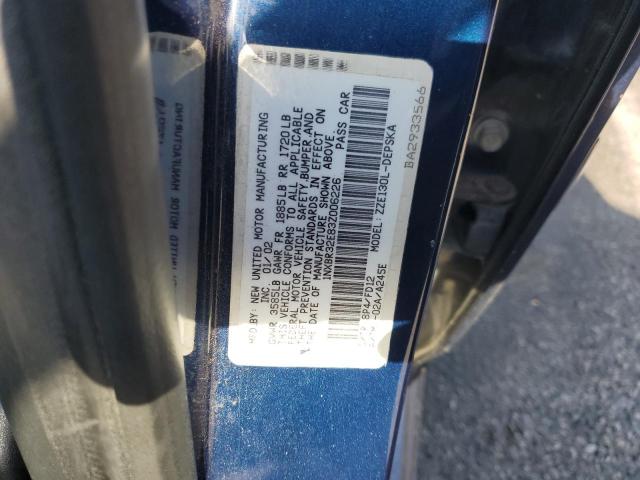 MFD BY: NEW UNITED MOTOR MANUFACTURING
INC. 01/02
GVWR 3585LB GAWR FR 1885LB RR 1720LB
THIS VEHICLE CONFORMS TO ALL APPLICABLE
FEDERAL MOTOR VEHICLE SAFETY,BUMPER,AND
THEFT PREVENTION STANDARDS IN EFFECT ON
THE DATE OF MANUFACTURE SHOWN ABOVE.
1NXBR32E83Z006226 PASS CAR
MODEL: ZZE130L-DEPSKA
8P4/FD12
-02A/A245E
BA2933566